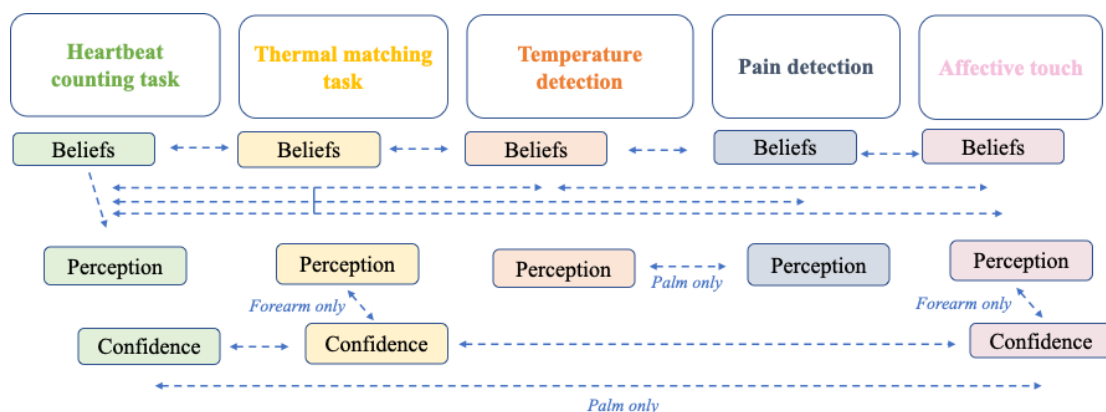 Heartbeat
counting task
Thermal matching
task
Temperature
detection
Pain detection
Affective touch
Beliefs
Beliefs
Beliefs
Beliefs
Beliefs
Perception
Perception
Perception
Perception
Perception
Palm only
Forearm only
Forearm only
Confidence
Confidence
Confidence
Palm only